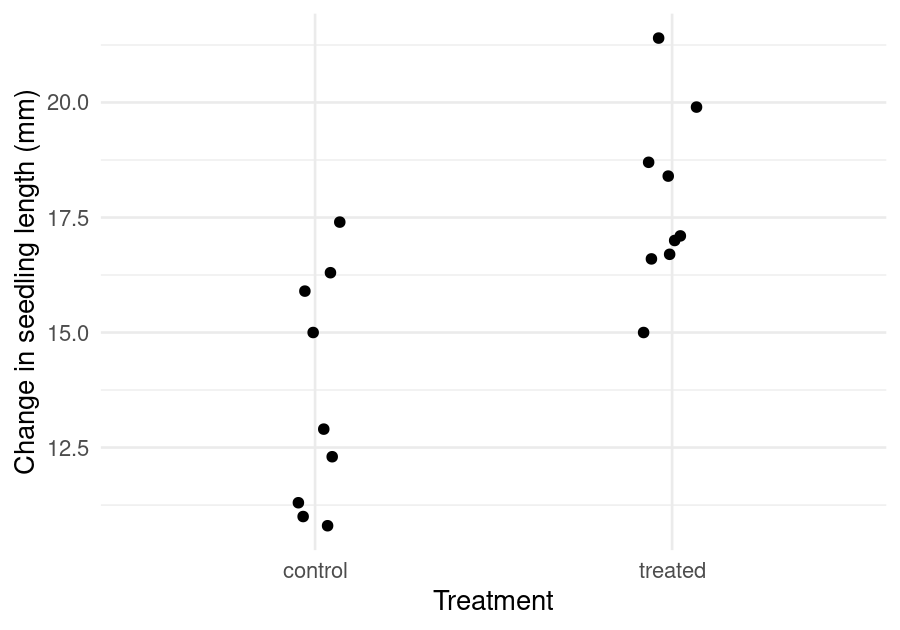 Change in seedling length (mm)
20.0
17.5
15.0
12.5
control
treated
Treatment